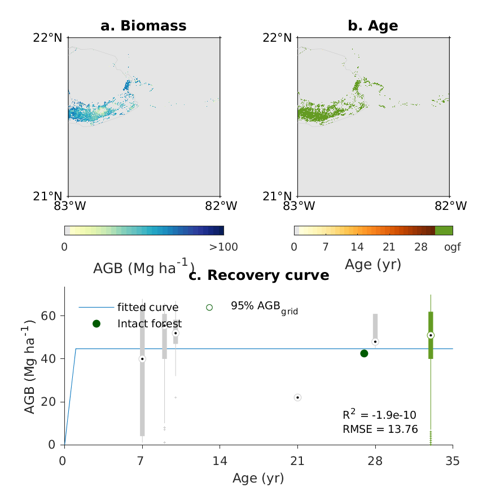 a. Biomass
b. Age
22°N
22°N
21°N
21°N
83°W
82°W
83°W
82°W
0
>100
0
7
14
21
28
ogf
AGB (Mg ha⁻¹)
Age (yr)
c. Recovery curve
fitted curve
95% AGB_grid
Intact forest
60
40
20
0
AGB (Mg ha⁻¹)
R² = -1.9e-10
RMSE = 13.76
0
7
14
21
28
35
Age (yr)